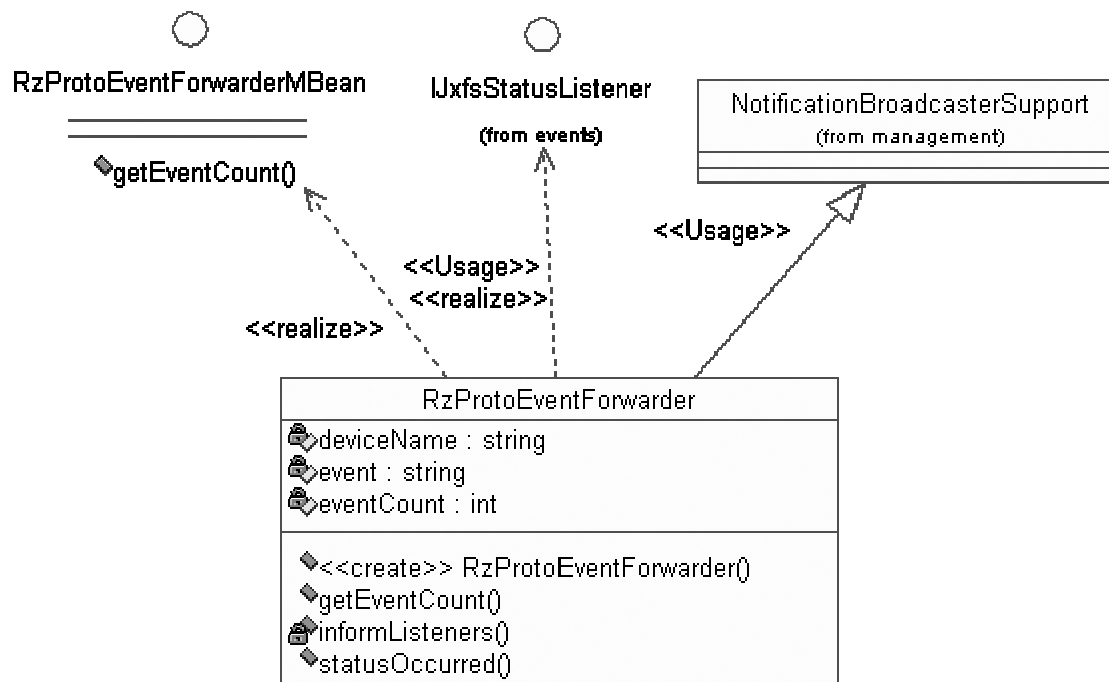 RzProtoEventForwarderMBean
getEventCount()
IJxfsStatusListener
(from events)
NotificationBroadcasterSupport
(from management)
<<Usage>>
<<Usage>>
<<realize>>
<<realize>>
RzProtoEventForwarder
deviceName : string
event : string
eventCount : int
<<create>> RzProtoEventForwarder()
getEventCount()
informListeners()
statusOccurred()